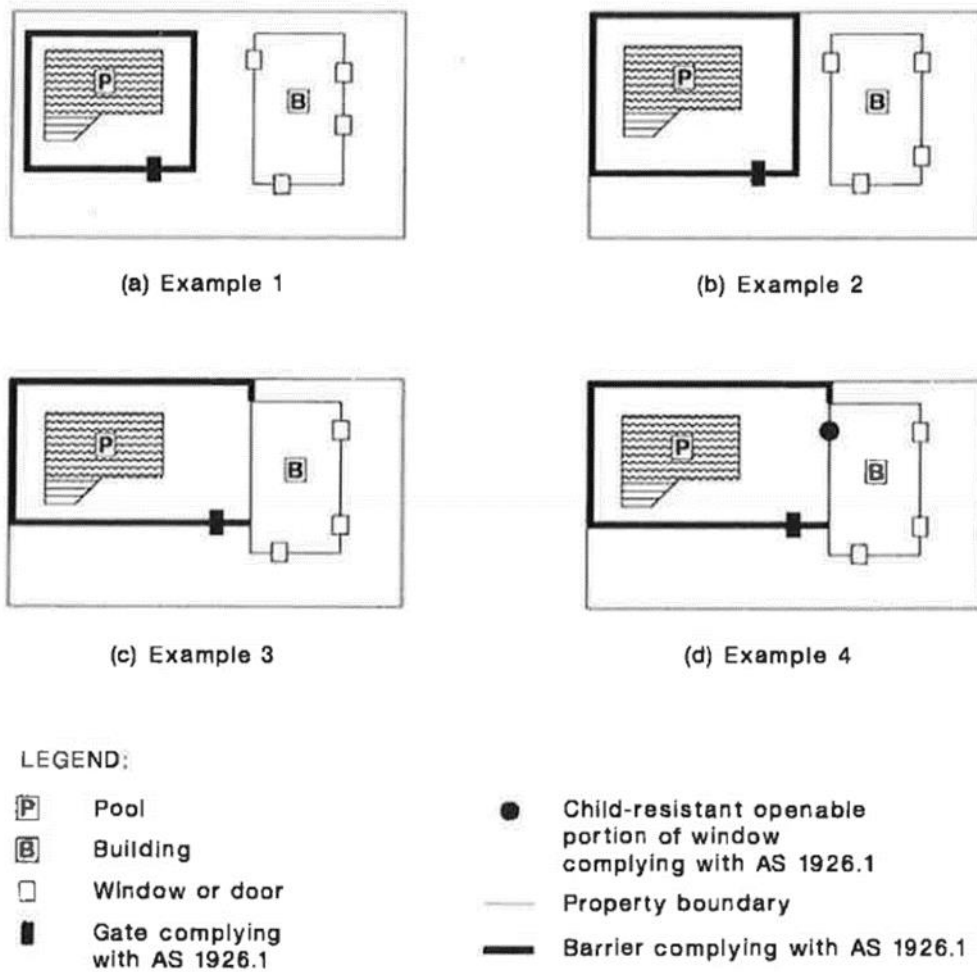 P
B
P
B
(a) Example 1
(b) Example 2
P
B
P
B
(c) Example 3
(d) Example 4
LEGEND:
P Pool
B Building
Window or door
Gate complying
with AS 1926.1
Child-resistant openable
portion of window
complying with AS 1926.1
Property boundary
Barrier complying with AS 1926.1